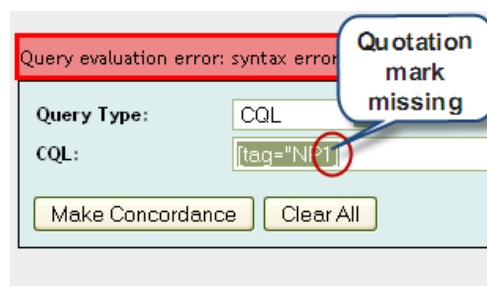 Query evaluation error: syntax error
Quotation
mark
missing
Query Type:
CQL
CQL:
[tag="NP1]
Make Concordance
Clear All